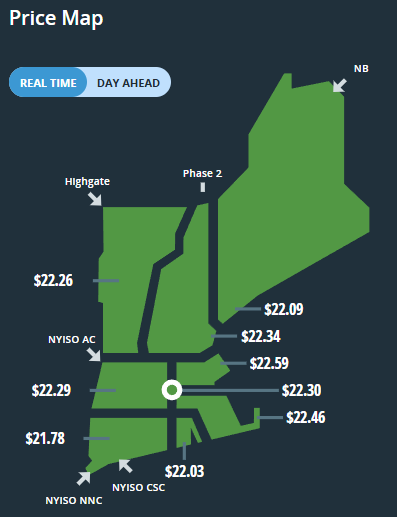 Price Map
REAL TIME
DAY AHEAD
NB
Phase 2
Highgate
$22.26
$22.09
$22.34
NYISO AC
$22.59
$22.29
$22.30
$22.46
$21.78
$22.03
NYISO CSC
NYISO NNC